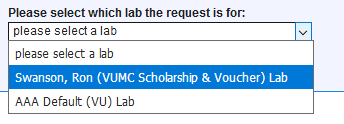 Please select which lab the request is for:
please select a lab
please select a lab
Swanson, Ron (VUMC Scholarship & Voucher) Lab
AAA Default (VU) Lab